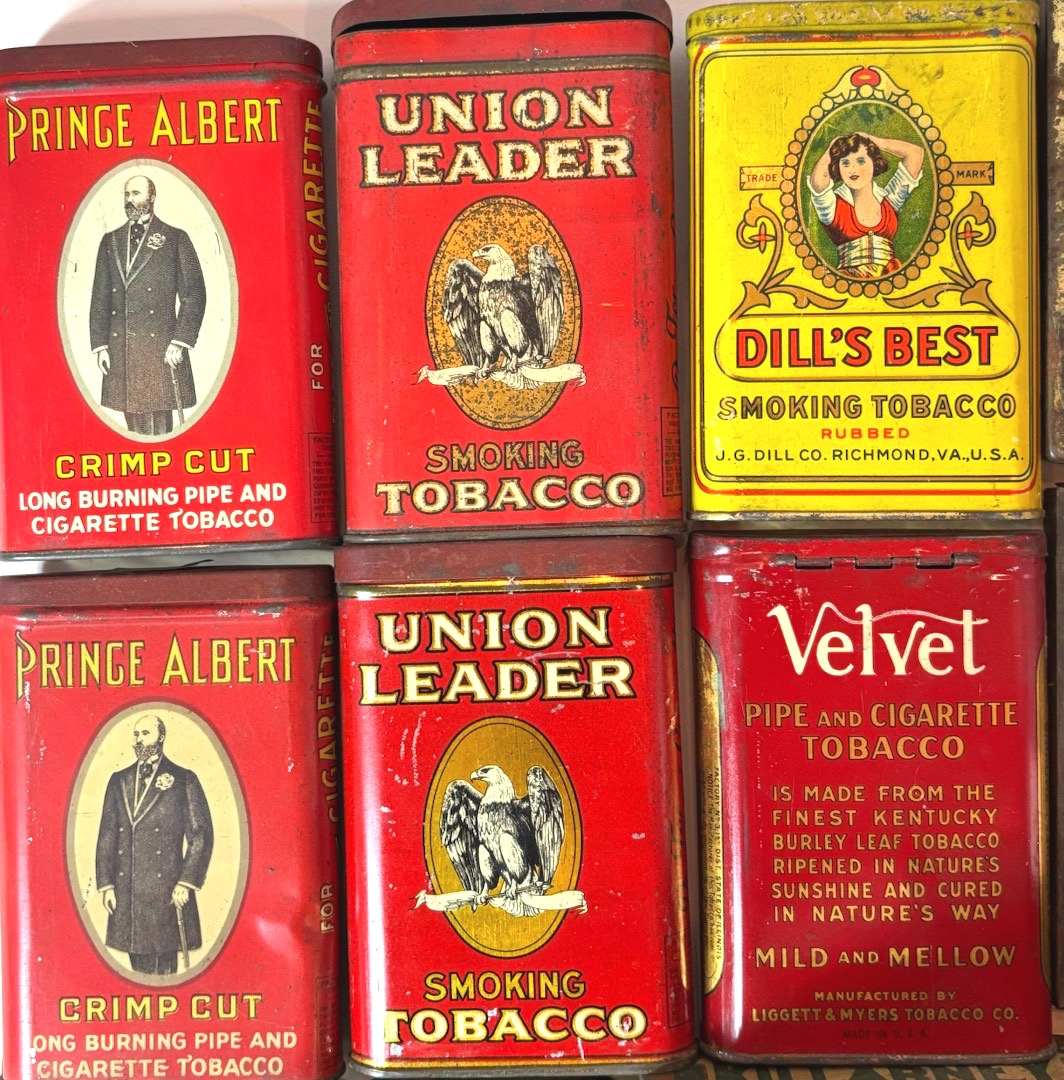 PRINCE ALBERT
CRIMP CUT
LONG BURNING PIPE AND
CIGARETTE TOBACCO
FOR CIGARETTE
UNION
LEADER
SMOKING
TOBACCO
TRADE MARK
DILL'S BEST
SMOKING TOBACCO
RUBBED
J.G. DILL CO. RICHMOND, VA., U.S.A.
PRINCE ALBERT
CRIMP CUT
LONG BURNING PIPE AND
CIGARETTE TOBACCO
FOR CIGARETTE
UNION
LEADER
SMOKING
TOBACCO
Velvet
PIPE AND CIGARETTE
TOBACCO
IS MADE FROM THE
FINEST KENTUCKY
BURLEY LEAF TOBACCO
RIPENED IN NATURE'S
SUNSHINE AND CURED
IN NATURE'S WAY
MILD AND MELLOW
MANUFACTURED BY
LIGGETT & MYERS TOBACCO CO.
MADE IN U.S.A.